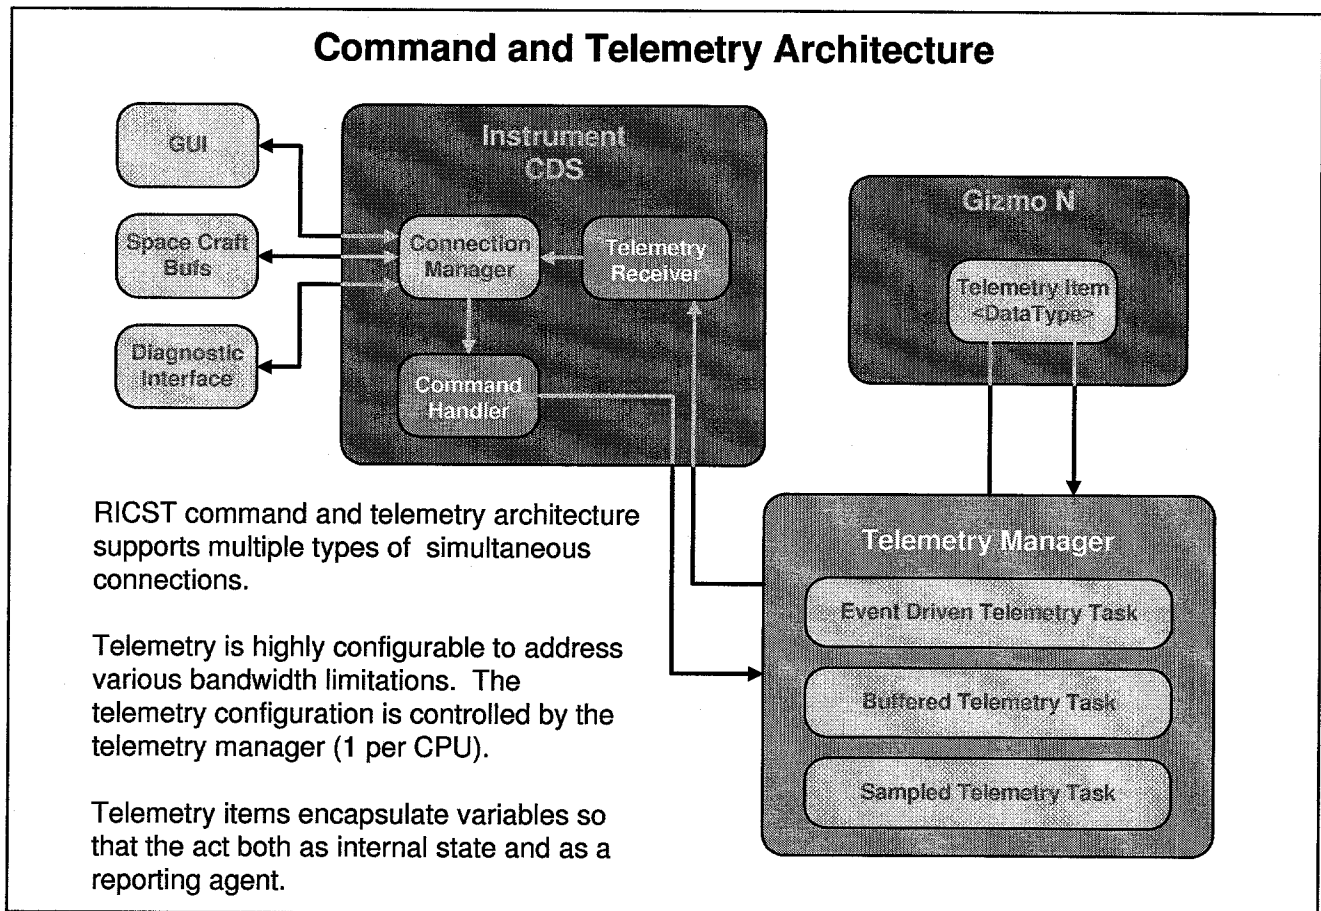 Command and Telemetry Architecture
GUI
Space Craft
Bufs
Diagnostic
Interface
Instrument
CDS
Connection
Manager
Telemetry
Receiver
Command
Handler
Gizmo N
Telemetry Item
<DataType>
Telemetry Manager
Event Driven Telemetry Task
Buffered Telemetry Task
Sampled Telemetry Task
RICST command and telemetry architecture
supports multiple types of simultaneous
connections.
Telemetry is highly configurable to address
various bandwidth limitations. The
telemetry configuration is controlled by the
telemetry manager (1 per CPU).
Telemetry items encapsulate variables so
that the act both as internal state and as a
reporting agent.